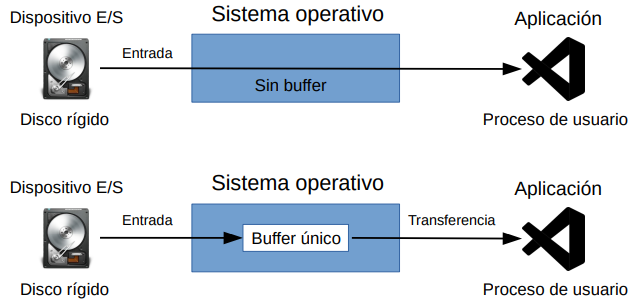 Dispositivo E/S
Sistema operativo
Aplicación
Entrada
Sin buffer
Disco rígido
Proceso de usuario
Dispositivo E/S
Sistema operativo
Aplicación
Entrada
Buffer único
Transferencia
Disco rígido
Proceso de usuario